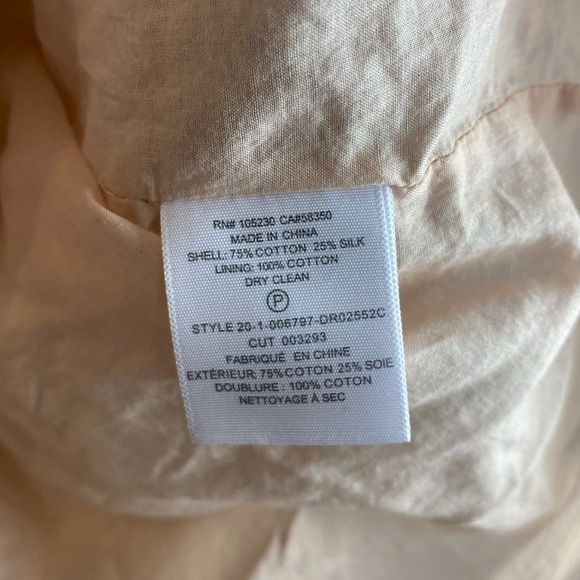 RN# 105230 CA#58350
MADE IN CHINA
SHELL: 75% COTTON 25% SILK
LINING: 100% COTTON
DRY CLEAN
P
STYLE 20-1-006797-DR02552C
CUT 003293
FABRIQUÉ EN CHINE
EXTÉRIEUR: 75% COTON 25% SOIE
DOUBLURE : 100% COTON
NETTOYAGE À SEC